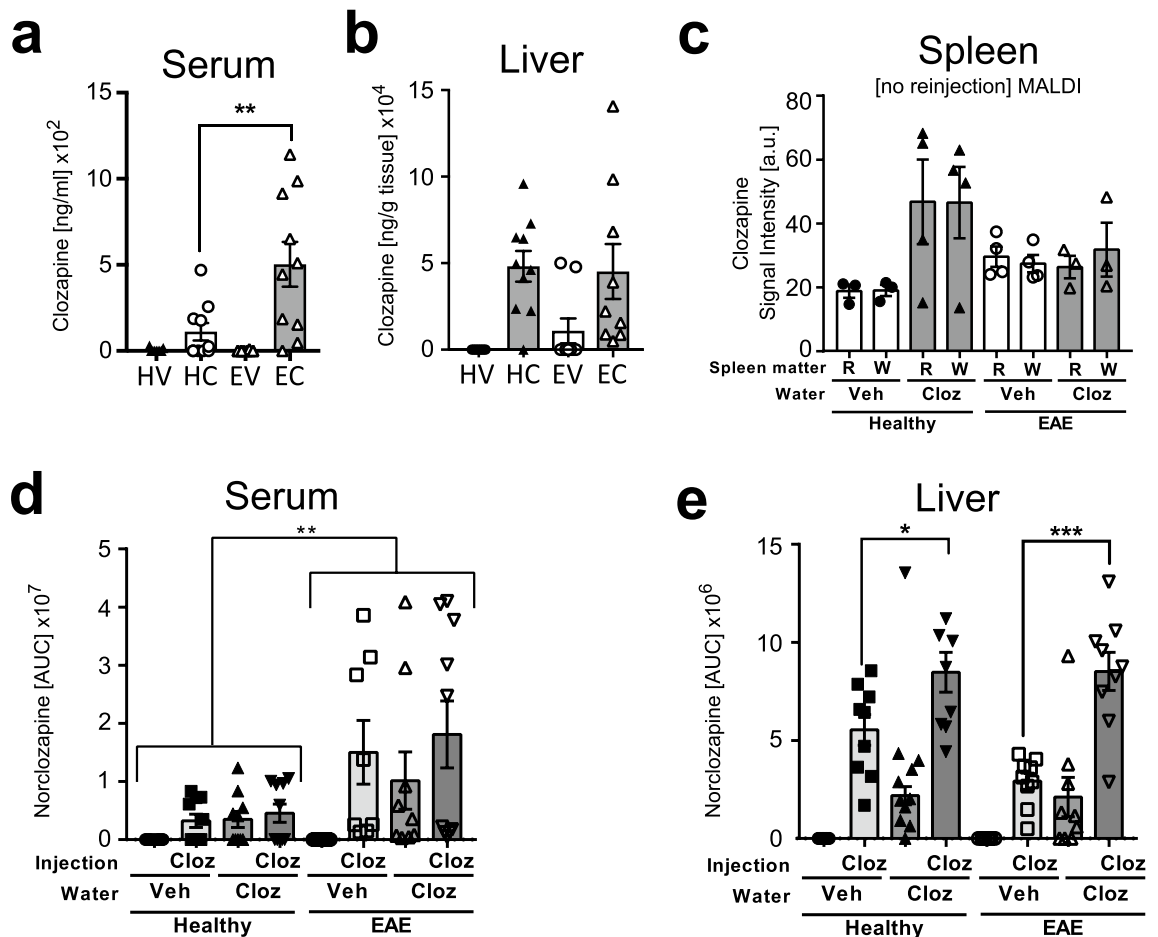 a
Serum
Clozapine [ng/ml] x10²
15
10
5
0
**
HV HC EV EC
b
Liver
Clozapine [ng/g tissue] x10⁴
15
10
5
0
HV HC EV EC
c
Spleen
[no reinjection] MALDI
Clozapine
Signal Intensity [a.u.]
80
60
40
20
0
Spleen matter R W R W R W R W
Water Veh Cloz Veh Cloz
Healthy EAE
d
Serum
Norclozapine [AUC] x10⁷
5
4
3
2
1
0
**
Injection Cloz Cloz Cloz Cloz
Water Veh Cloz Veh Cloz
Healthy EAE
e
Liver
Norclozapine [AUC] x10⁶
15
10
5
0
* ***
Injection Cloz Cloz Cloz Cloz
Water Veh Cloz Veh Cloz
Healthy EAE